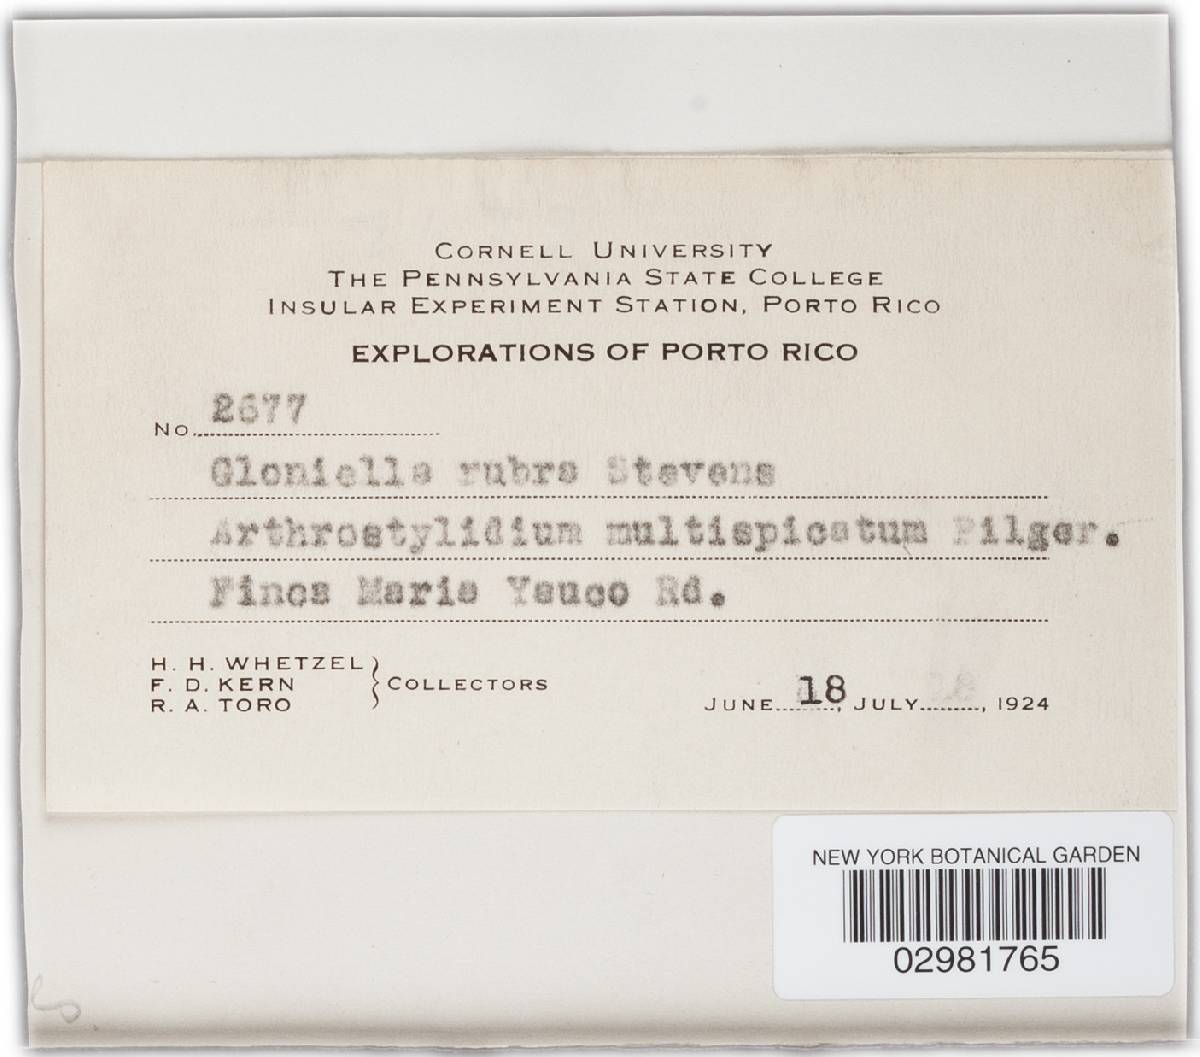 CORNELL UNIVERSITY
THE PENNSYLVANIA STATE COLLEGE
INSULAR EXPERIMENT STATION, PORTO RICO
EXPLORATIONS OF PORTO RICO
No. 2677
Gloniella rubra Stevens
Arthrostylidium multispicatum Pilger.
Finca Maria Yauco Rd.
H. H. WHETZEL
F. D. KERN
R. A. TORO
COLLECTORS
JUNE 18, JULY 18, 1924
NEW YORK BOTANICAL GARDEN
02981765